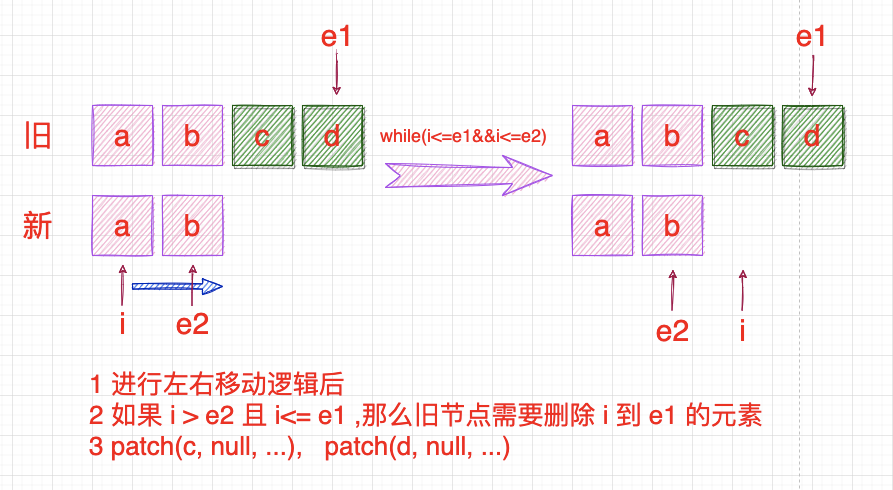 e1
e1
旧 a b c d
while(i<=e1&&i<=e2)
a b c d
新 a b
a b
i e2
e2 i
1 进行左右移动逻辑后
2 如果 i > e2 且 i<= e1 ,那么旧节点需要删除 i 到 e1 的元素
3 patch(c, null, ...), patch(d, null, ...)